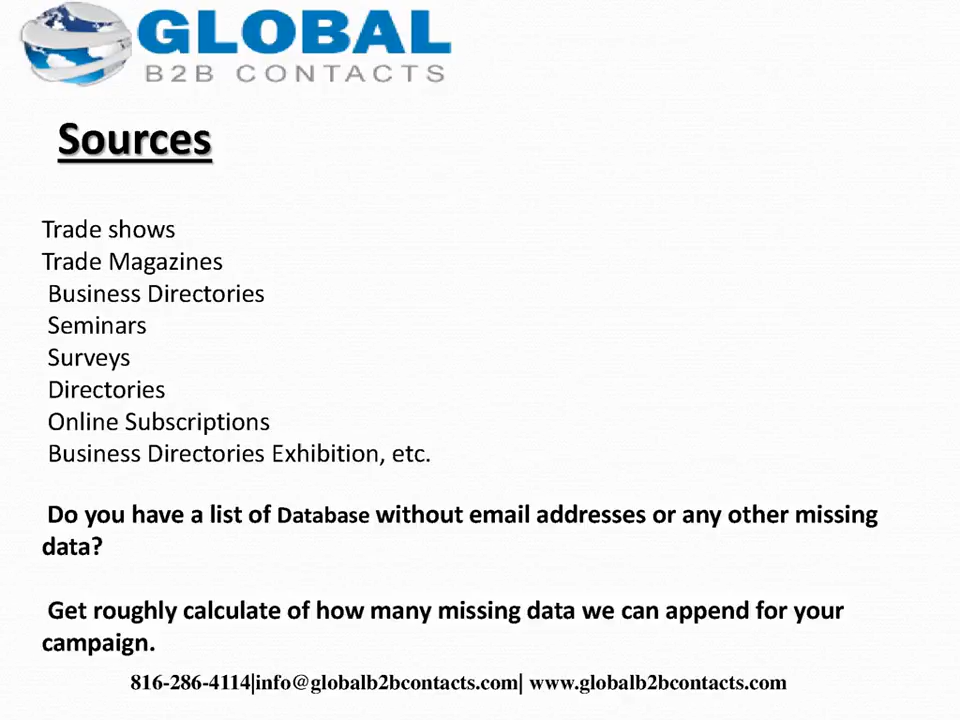 GLOBAL
B2B CONTACTS
Sources
Trade shows
Trade Magazines
Business Directories
Seminars
Surveys
Directories
Online Subscriptions
Business Directories Exhibition, etc.
Do you have a list of Database without email addresses or any other missing
data?
Get roughly calculate of how many missing data we can append for your
campaign.
816-286-4114|info@globalb2bcontacts.com| www.globalb2bcontacts.com